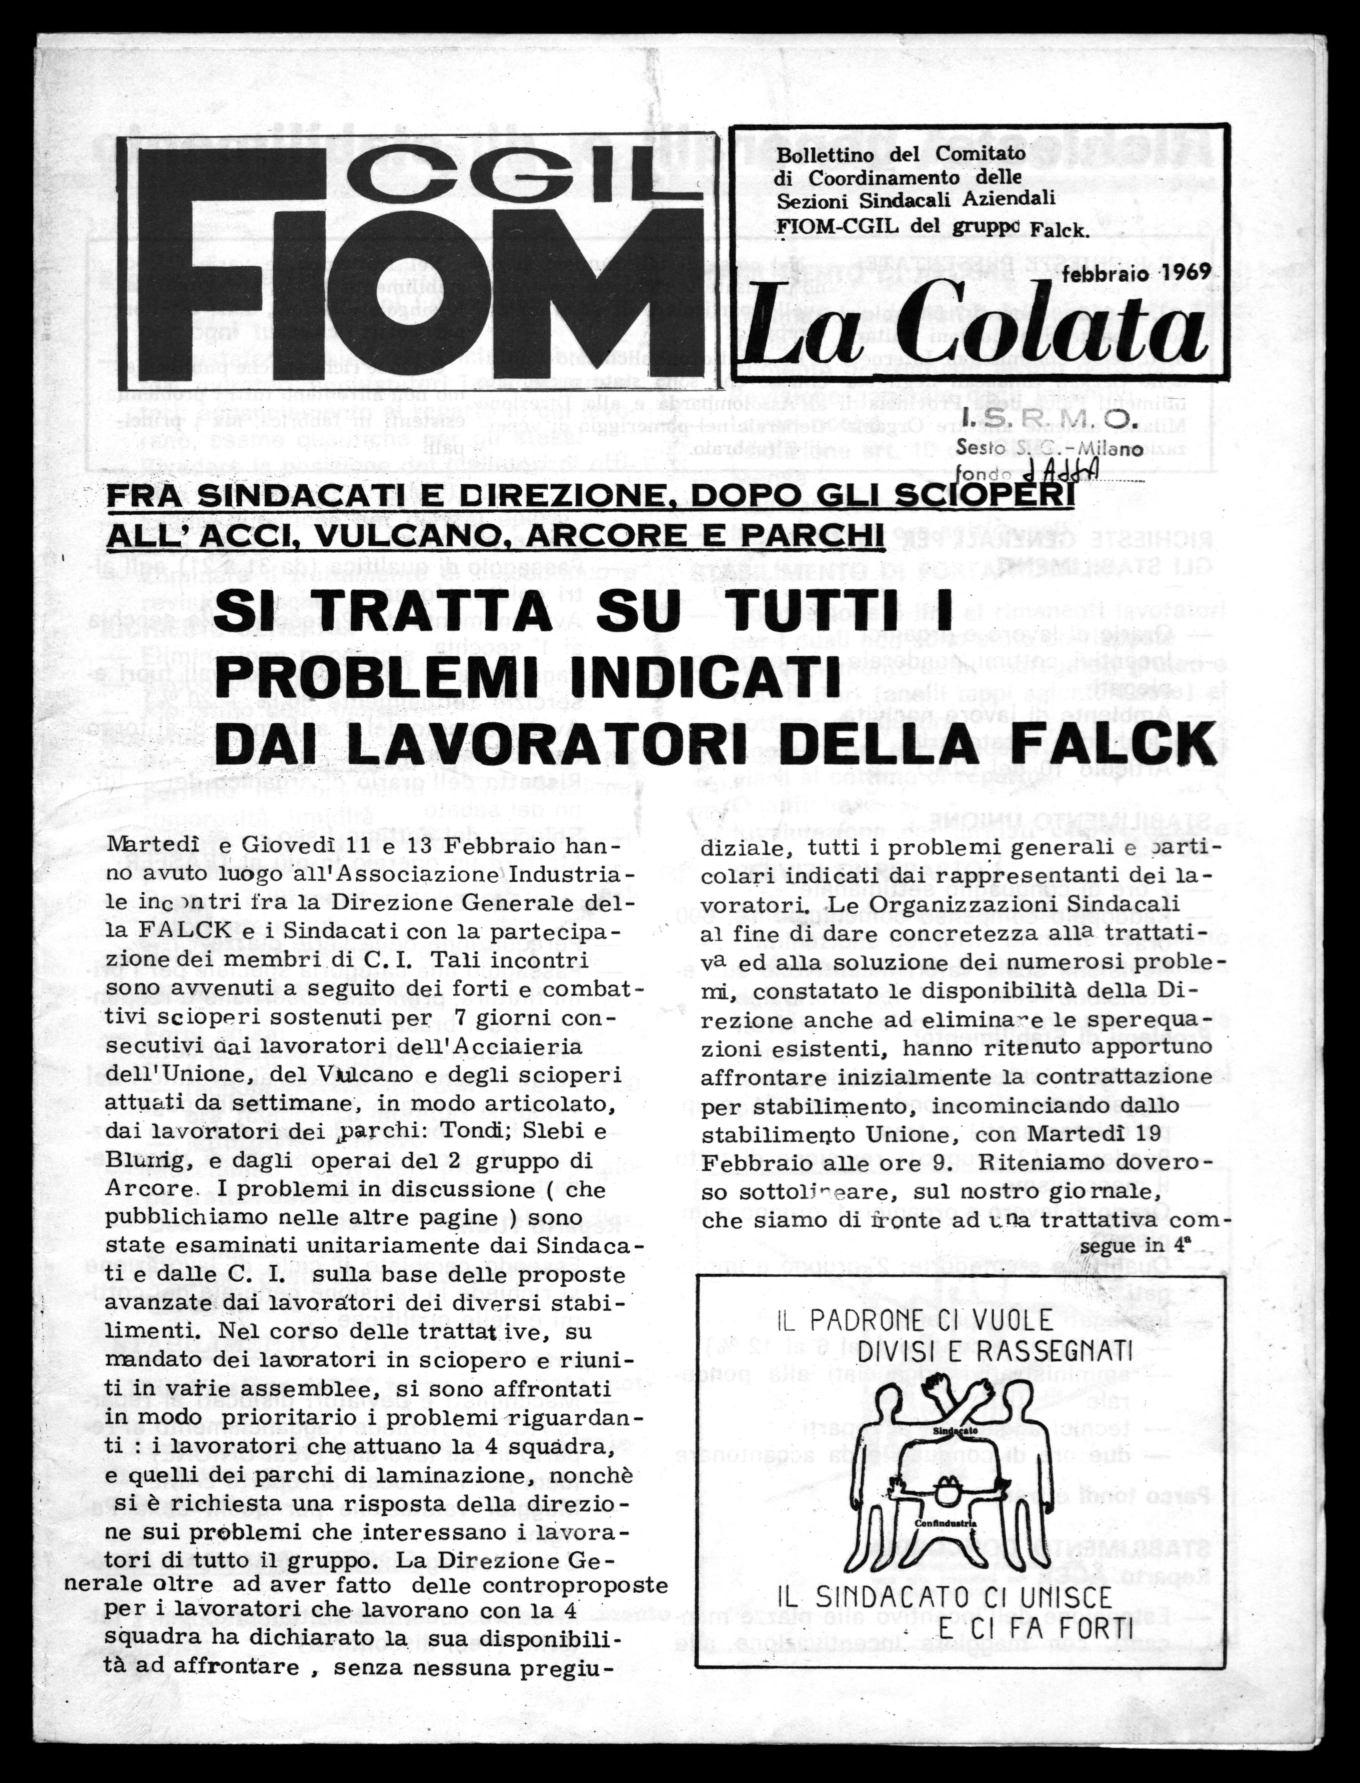 CGIL
FIOM
Bollettino del Comitato
di Coordinamento delle
Sezioni Sindacali Aziendali
FIOM-CGIL del gruppo Falck.
febbraio 1969
La Colata
I.S.R.M.O.
Sesto S. G. - Milano
fondo
FRA SINDACATI E DIREZIONE, DOPO GLI SCIOPERI
ALL' ACCI, VULCANO, ARCORE E PARCHI
SI TRATTA SU TUTTI I
PROBLEMI INDICATI
DAI LAVORATORI DELLA FALCK
Martedì e Giovedì 11 e 13 Febbraio han-
no avuto luogo all'Associazione Industria-
le incontri fra la Direzione Generale del-
la FALCK e i Sindacati con la partecipa-
zione dei membri di C. I. Tali incontri
sono avvenuti a seguito dei forti e combat-
tivi scioperi sostenuti per 7 giorni con-
secutivi dai lavoratori dell'Acciaieria
dell'Unione, del Vulcano e degli scioperi
attuati da settimane, in modo articolato,
dai lavoratori dei parchi: Tondi; Slebi e
Blumg, e dagli operai del 2 gruppo di
Arcore. I problemi in discussione ( che
pubblichiamo nelle altre pagine ) sono
state esaminati unitariamente dai Sindaca-
ti e dalle C. I. sulla base delle proposte
avanzate dai lavoratori dei diversi stabi-
limenti. Nel corso delle trattative, su
mandato dei lavoratori in sciopero e riuni-
ti in varie assemblee, si sono affrontati
in modo prioritario i problemi riguardan-
ti : i lavoratori che attuano la 4 squadra,
e quelli dei parchi di laminazione, nonchè
si è richiesta una risposta della direzio-
ne sui problemi che interessano i lavora-
tori di tutto il gruppo. La Direzione Ge-
nerale oltre ad aver fatto delle controproposte
per i lavoratori che lavorano con la 4
squadra ha dichiarato la sua disponibili-
tà ad affrontare , senza nessuna pregiu-
diziale, tutti i problemi generali e parti-
colari indicati dai rappresentanti dei la-
voratori. Le Organizzazioni Sindacali
al fine di dare concretezza alla trattati-
va ed alla soluzione dei numerosi proble-
mi, constatato le disponibilità della Di-
rezione anche ad eliminare le sperequa-
zioni esistenti, hanno ritenuto apportuno
affrontare inizialmente la contrattazione
per stabilimento, incominciando dallo
stabilimento Unione, con Martedì 19
Febbraio alle ore 9. Riteniamo dovero-
so sottolineare, sul nostro giornale,
che siamo di fronte ad una trattativa com-
segue in 4ª
IL PADRONE CI VUOLE
DIVISI E RASSEGNATI
Sindacato
Confindustria
IL SINDACATO CI UNISCE
E CI FA FORTI